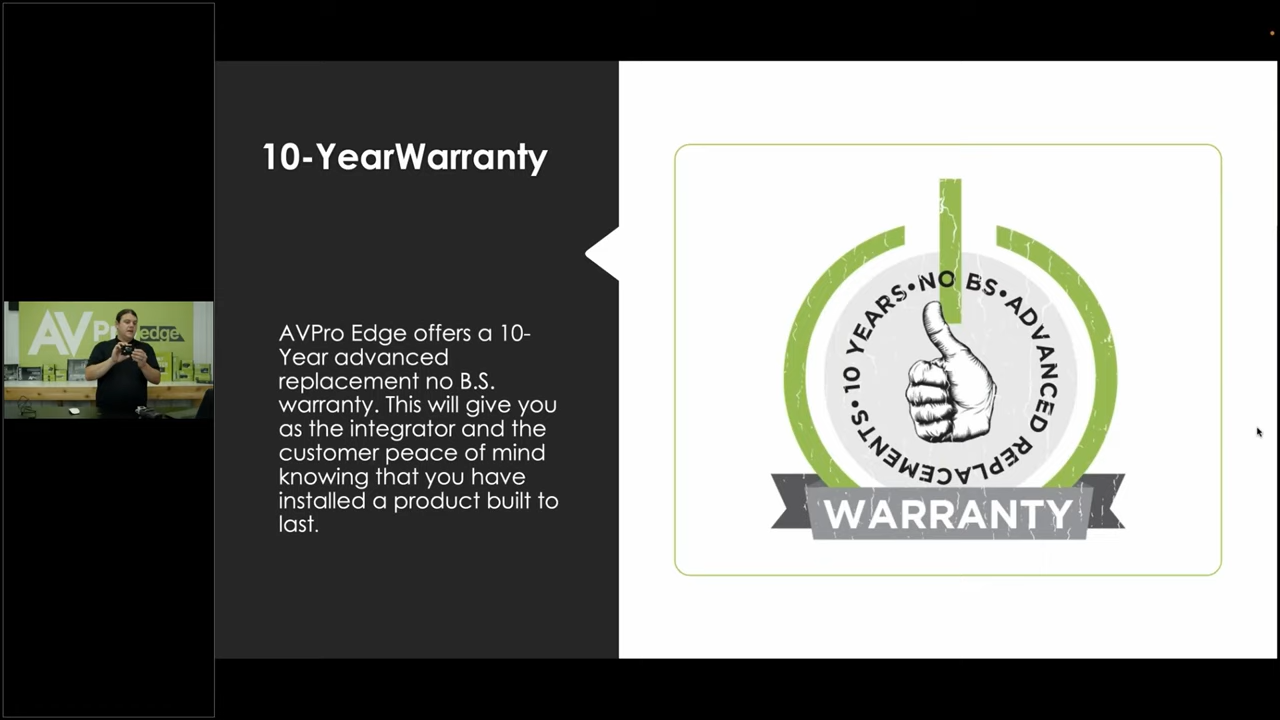 10-YearWarranty
AVPro Edge offers a 10-
Year advanced
replacement no B.S.
warranty. This will give you
as the integrator and the
customer peace of mind
knowing that you have
installed a product built to
last.
•NO BS•ADVANCED REPLACEMENTS•10 YEARS
WARRANTY
AVPro edge